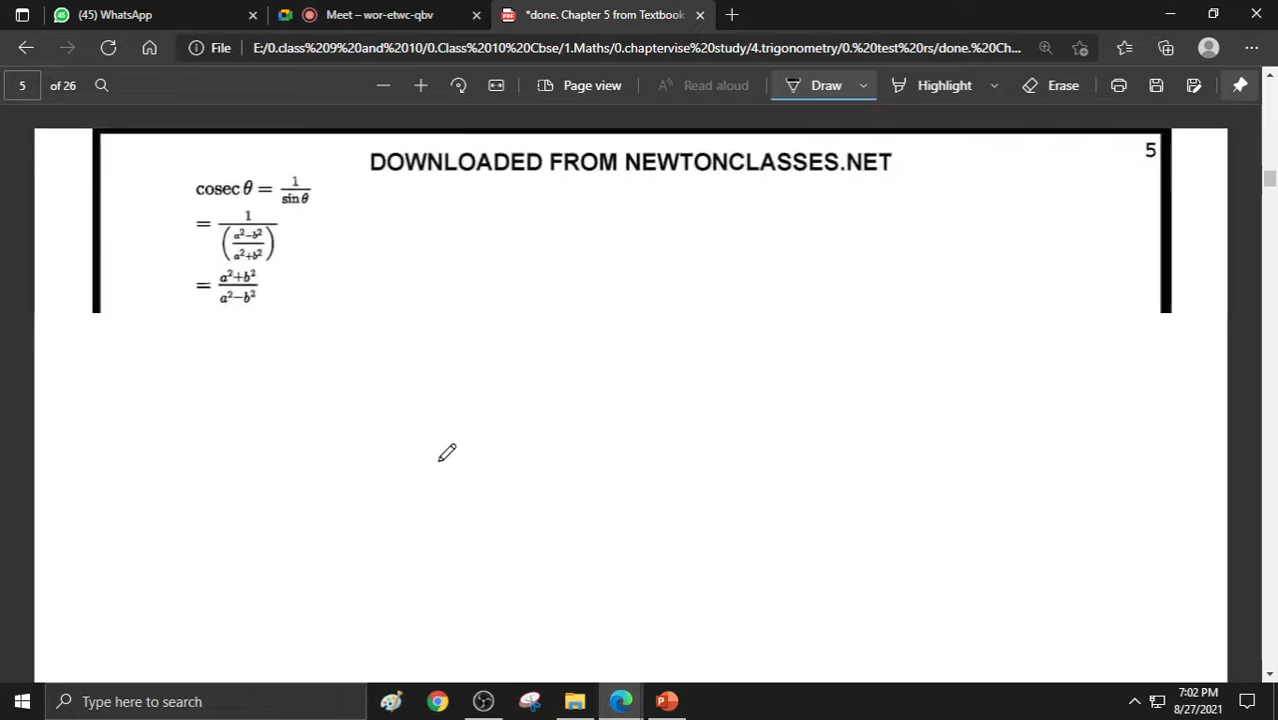 (45) WhatsApp
Meet – wor-etwc-qbv
*done. Chapter 5 from Textbook
File
E:/0.class%209%20and%2010/0.Class%2010%20Cbse/1.Maths/0.chaptervise%20study/4.trigonometry/0.%20test%20rs/done.%20Ch...
5 of 26
Page view
Read aloud
Draw
Highlight
Erase
5
DOWNLOADED FROM NEWTONCLASSES.NET
cosec θ = 1/sin θ
= 1/((a²−b²)/(a²+b²))
= (a²+b²)/(a²−b²)
Type here to search
7:02 PM
8/27/2021